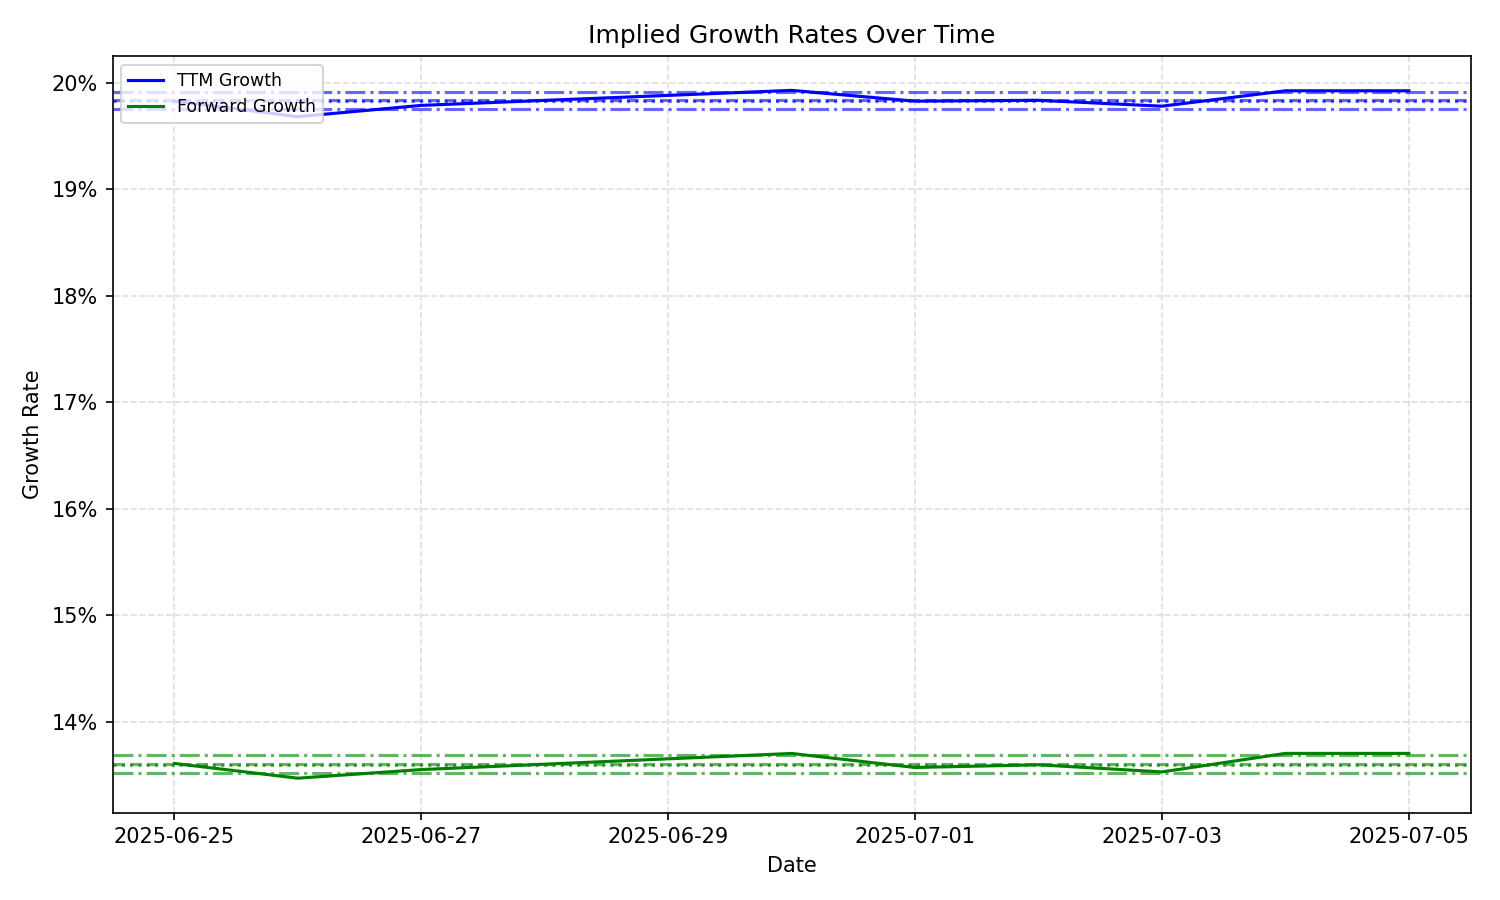 Implied Growth Rates Over Time
TTM Growth
Forward Growth
20%
19%
18%
17%
16%
15%
14%
Growth Rate
2025-06-25
2025-06-27
2025-06-29
2025-07-01
2025-07-03
2025-07-05
Date